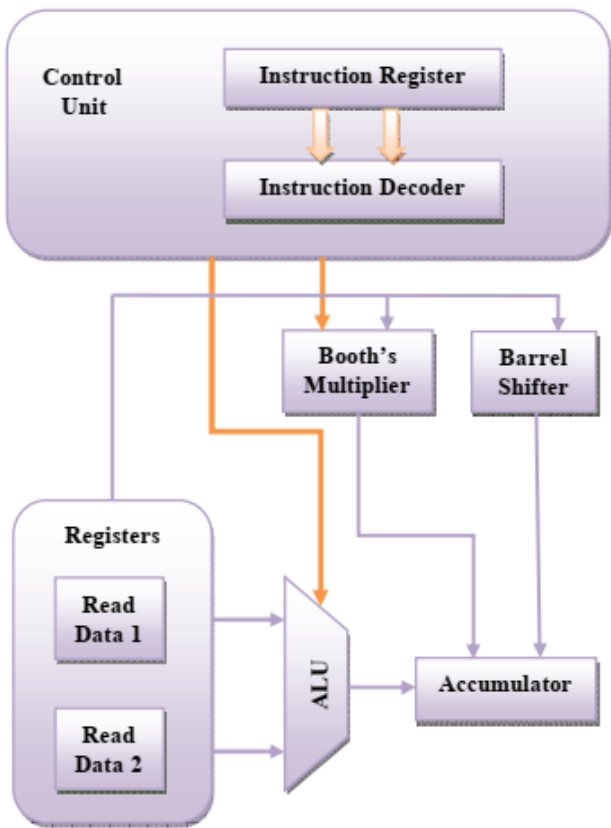 Control
Unit
Instruction Register
Instruction Decoder
Booth's
Multiplier
Barrel
Shifter
Registers
Read
Data 1
Read
Data 2
ALU
Accumulator